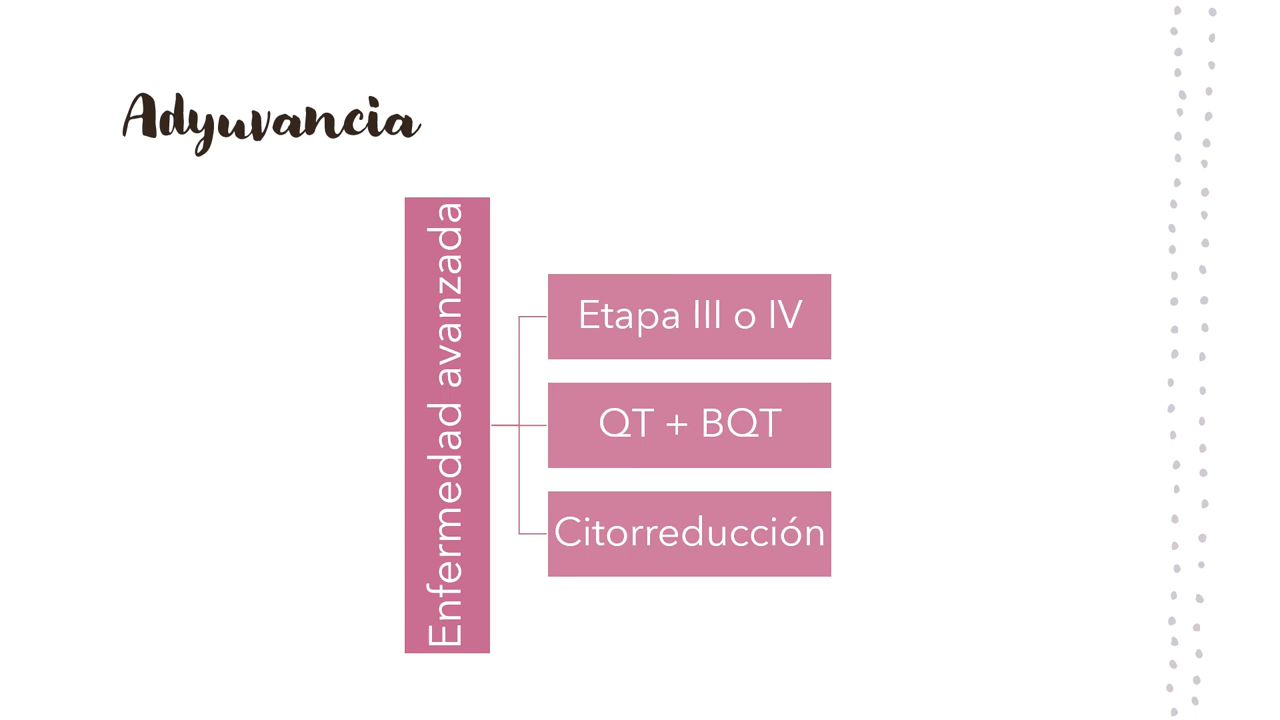 Adyuvancia
Enfermedad avanzada
Etapa III o IV
QT + BQT
Citorreducción